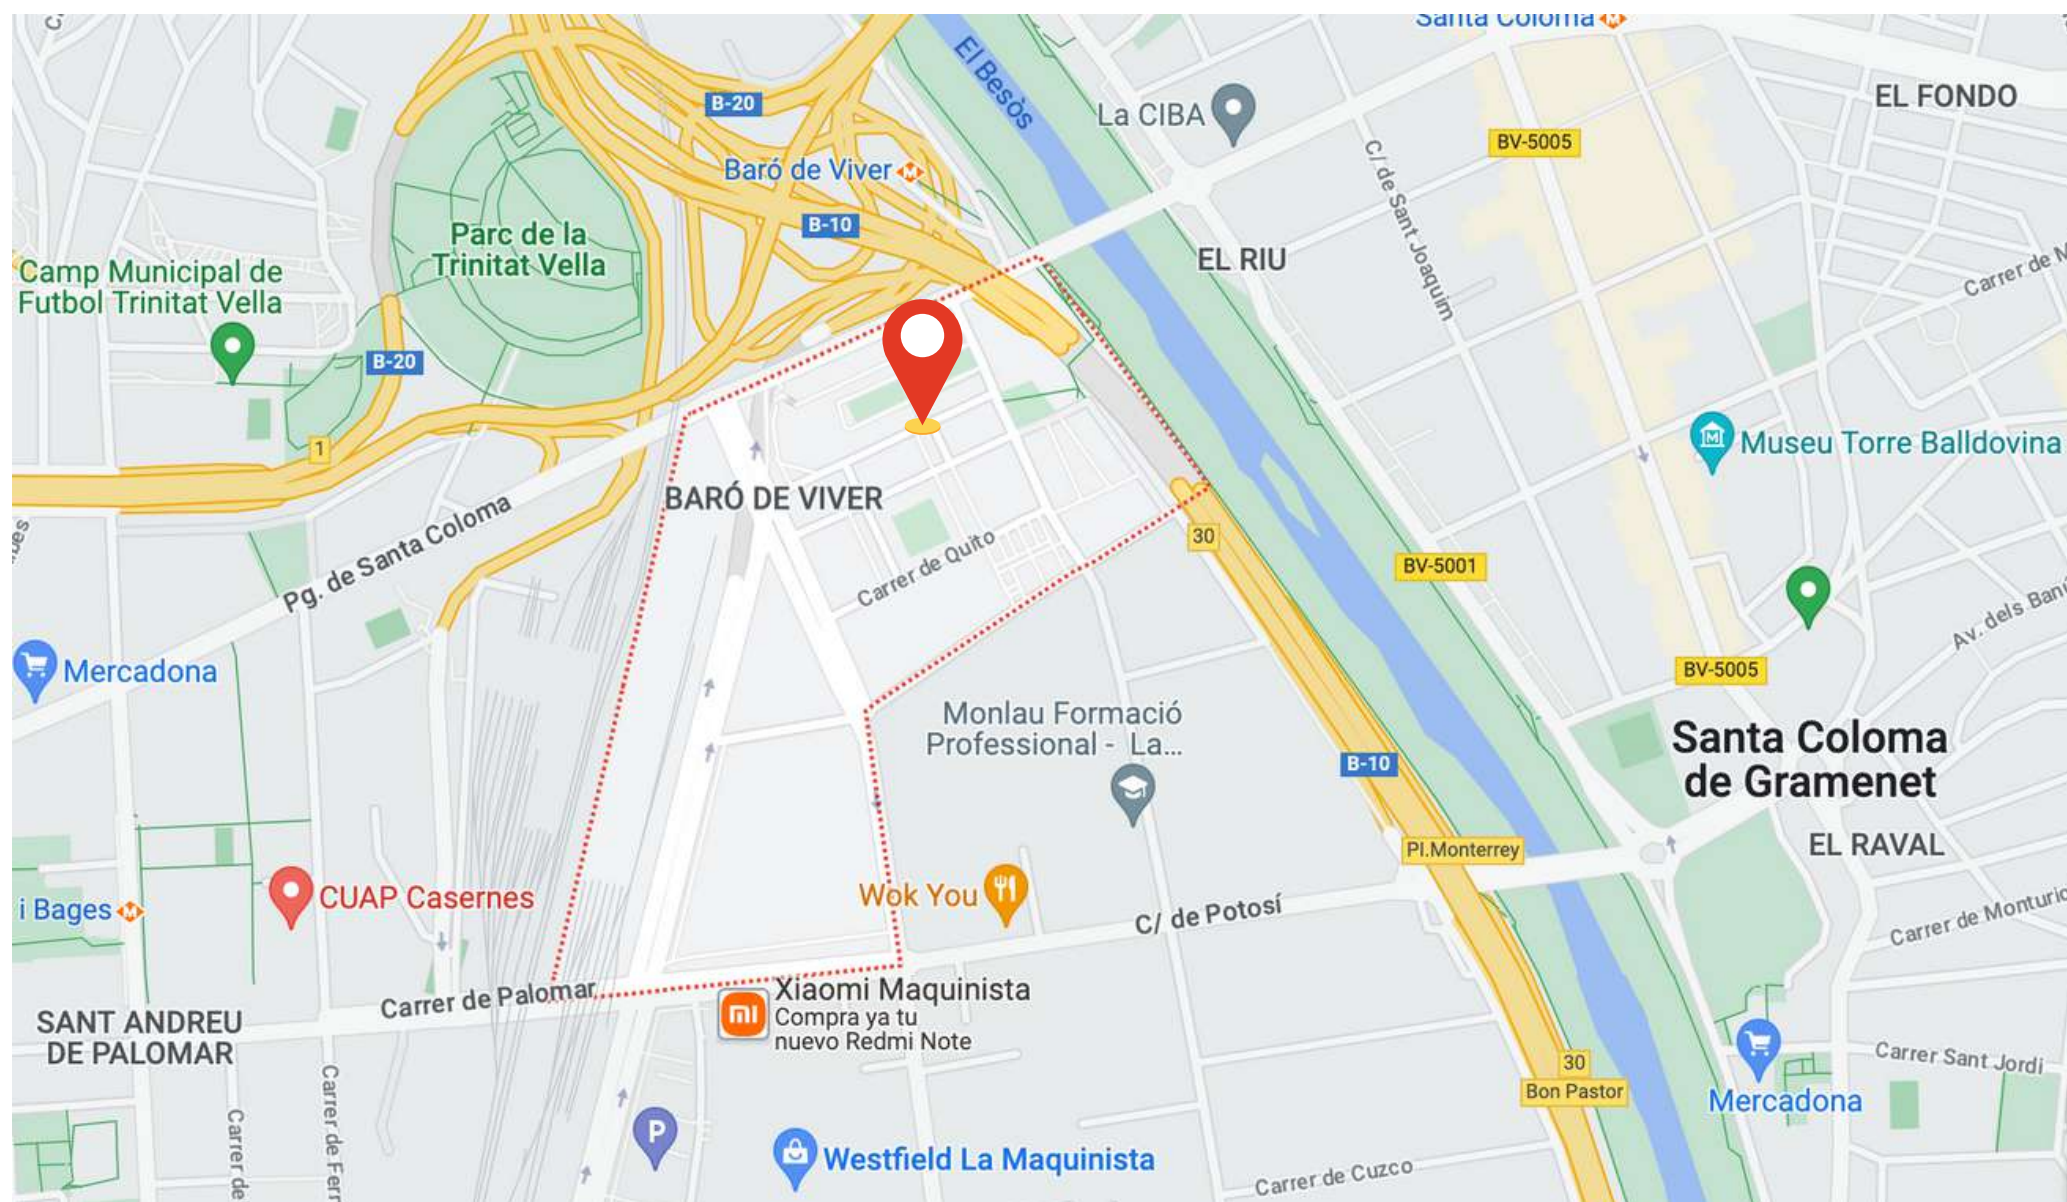 Santa Coloma
El Besòs
EL FONDO
B-20
La CIBA
BV-5005
Baró de Viver
C/ de Sant Joaquim
B-10
Parc de la
Trinitat Vella
EL RIU
Camp Municipal de
Futbol Trinitat Vella
Carrer de
B-20
1
Museu Torre Balldovina
BARÓ DE VIVER
30
Pg. de Santa Coloma
Carrer de Quito
BV-5001
Av. dels
Mercadona
BV-5005
Monlau Formació
Professional - La...
Santa Coloma
de Gramenet
B-10
Pl.Monterrey
EL RAVAL
CUAP Casernes
Wok You
i Bages
C/ de Potosí
Carrer de
Carrer de Palomar
Xiaomi Maquinista
Compra ya tu
nuevo Redmi Note
SANT ANDREU
DE PALOMAR
Carrer Sant Jordi
30
Bon Pastor
Mercadona
Carrer de
Carrer de
P
Westfield La Maquinista
Carrer de Cuzco